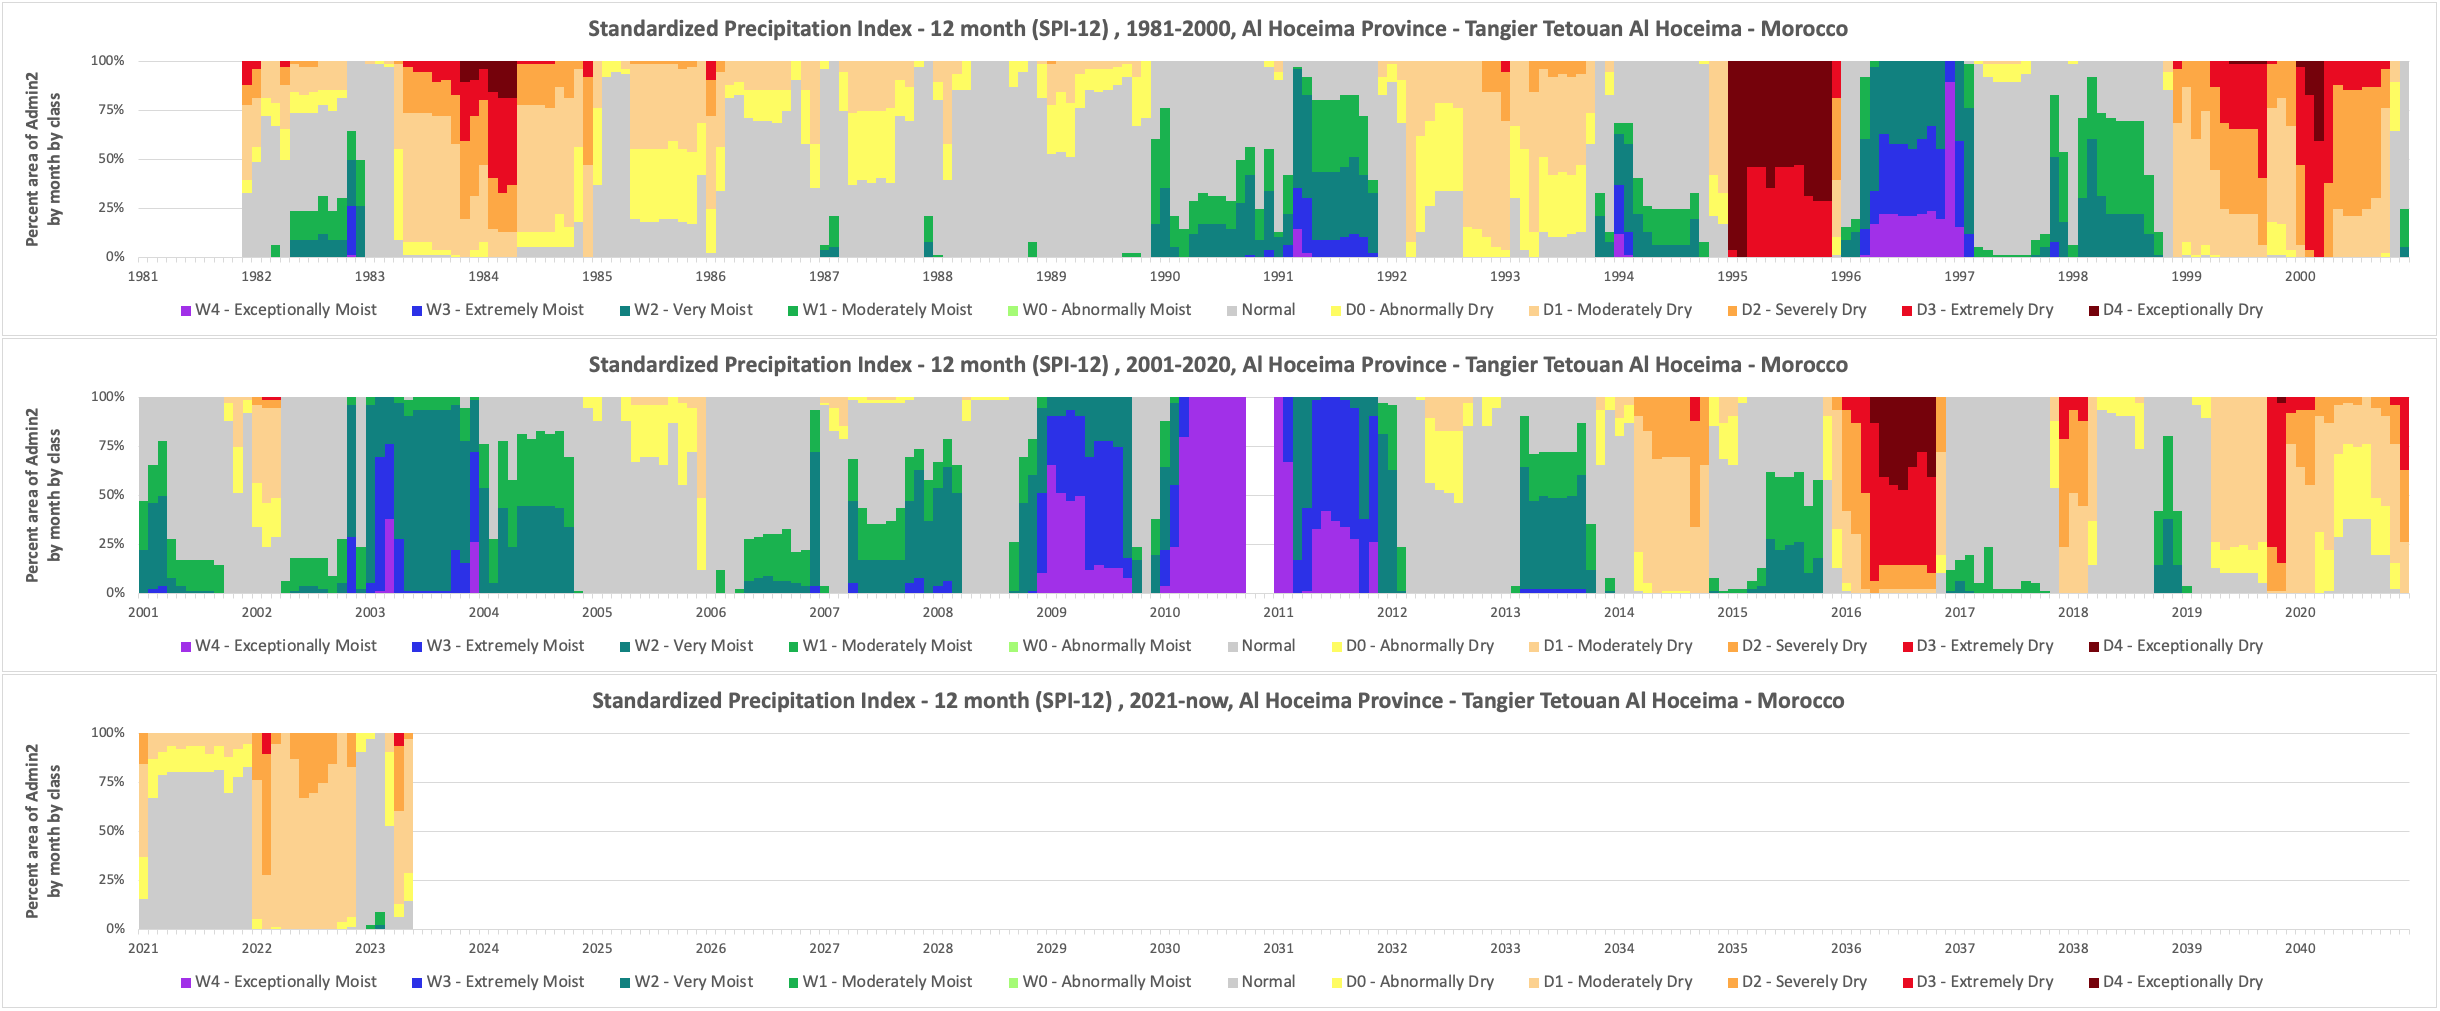 Standardized Precipitation Index - 12 month (SPI-12) , 1981-2000, Al Hoceima Province - Tangier Tetouan Al Hoceima - Morocco
Percent area of Admin2
by month by class
100%
75%
50%
25%
0%
1981 1982 1983 1984 1985 1986 1987 1988 1989 1990 1991 1992 1993 1994 1995 1996 1997 1998 1999 2000
W4 - Exceptionally Moist W3 - Extremely Moist W2 - Very Moist W1 - Moderately Moist W0 - Abnormally Moist Normal D0 - Abnormally Dry D1 - Moderately Dry D2 - Severely Dry D3 - Extremely Dry D4 - Exceptionally Dry
Standardized Precipitation Index - 12 month (SPI-12) , 2001-2020, Al Hoceima Province - Tangier Tetouan Al Hoceima - Morocco
Percent area of Admin2
by month by class
100%
75%
50%
25%
0%
2001 2002 2003 2004 2005 2006 2007 2008 2009 2010 2011 2012 2013 2014 2015 2016 2017 2018 2019 2020
W4 - Exceptionally Moist W3 - Extremely Moist W2 - Very Moist W1 - Moderately Moist W0 - Abnormally Moist Normal D0 - Abnormally Dry D1 - Moderately Dry D2 - Severely Dry D3 - Extremely Dry D4 - Exceptionally Dry
Standardized Precipitation Index - 12 month (SPI-12) , 2021-now, Al Hoceima Province - Tangier Tetouan Al Hoceima - Morocco
Percent area of Admin2
by month by class
100%
75%
50%
25%
0%
2021 2022 2023 2024 2025 2026 2027 2028 2029 2030 2031 2032 2033 2034 2035 2036 2037 2038 2039 2040
W4 - Exceptionally Moist W3 - Extremely Moist W2 - Very Moist W1 - Moderately Moist W0 - Abnormally Moist Normal D0 - Abnormally Dry D1 - Moderately Dry D2 - Severely Dry D3 - Extremely Dry D4 - Exceptionally Dry